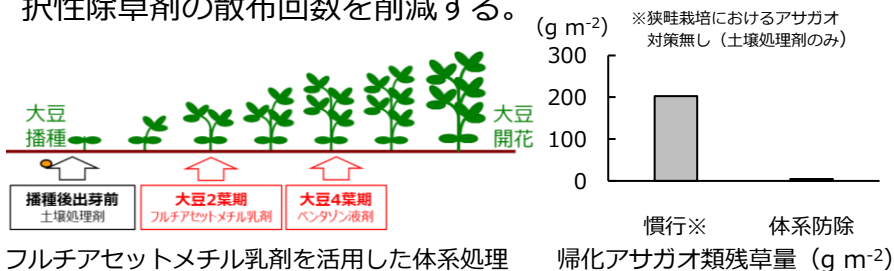 択性除草剤の散布回数を削減する。
大豆
播種
大豆
開花
播種後出芽前
土壌処理剤
大豆2葉期
フルチアセットメチル乳剤
大豆4葉期
ベンタゾン液剤
フルチアセットメチル乳剤を活用した体系処理
(g m-2)
※狭畦栽培におけるアサガオ
対策無し（土壌処理剤のみ）
300
200
100
0
慣行※
体系防除
帰化アサガオ類残草量（g m-2）